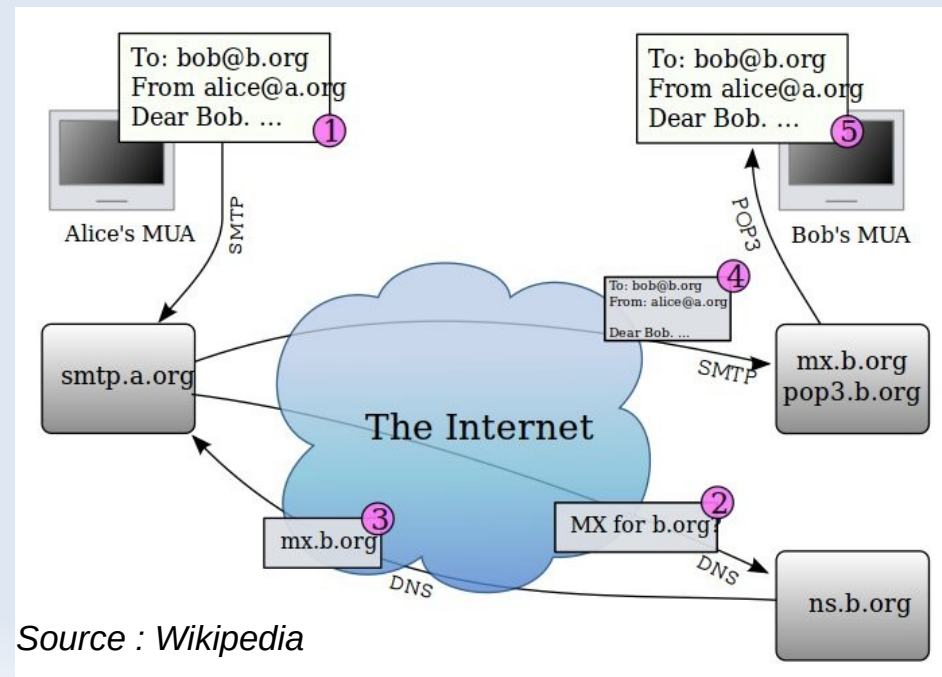 To: bob@b.org
From alice@a.org
Dear Bob. ...
1
Alice's MUA
SMTP
To: bob@b.org
From alice@a.org
Dear Bob. ...
5
Bob's MUA
POP3
smtp.a.org
The Internet
To: bob@b.org
From: alice@a.org
Dear Bob. ...
4
SMTP
mx.b.org
pop3.b.org
MX for b.org?
2
DNS
mx.b.org
3
DNS
ns.b.org
Source : Wikipedia